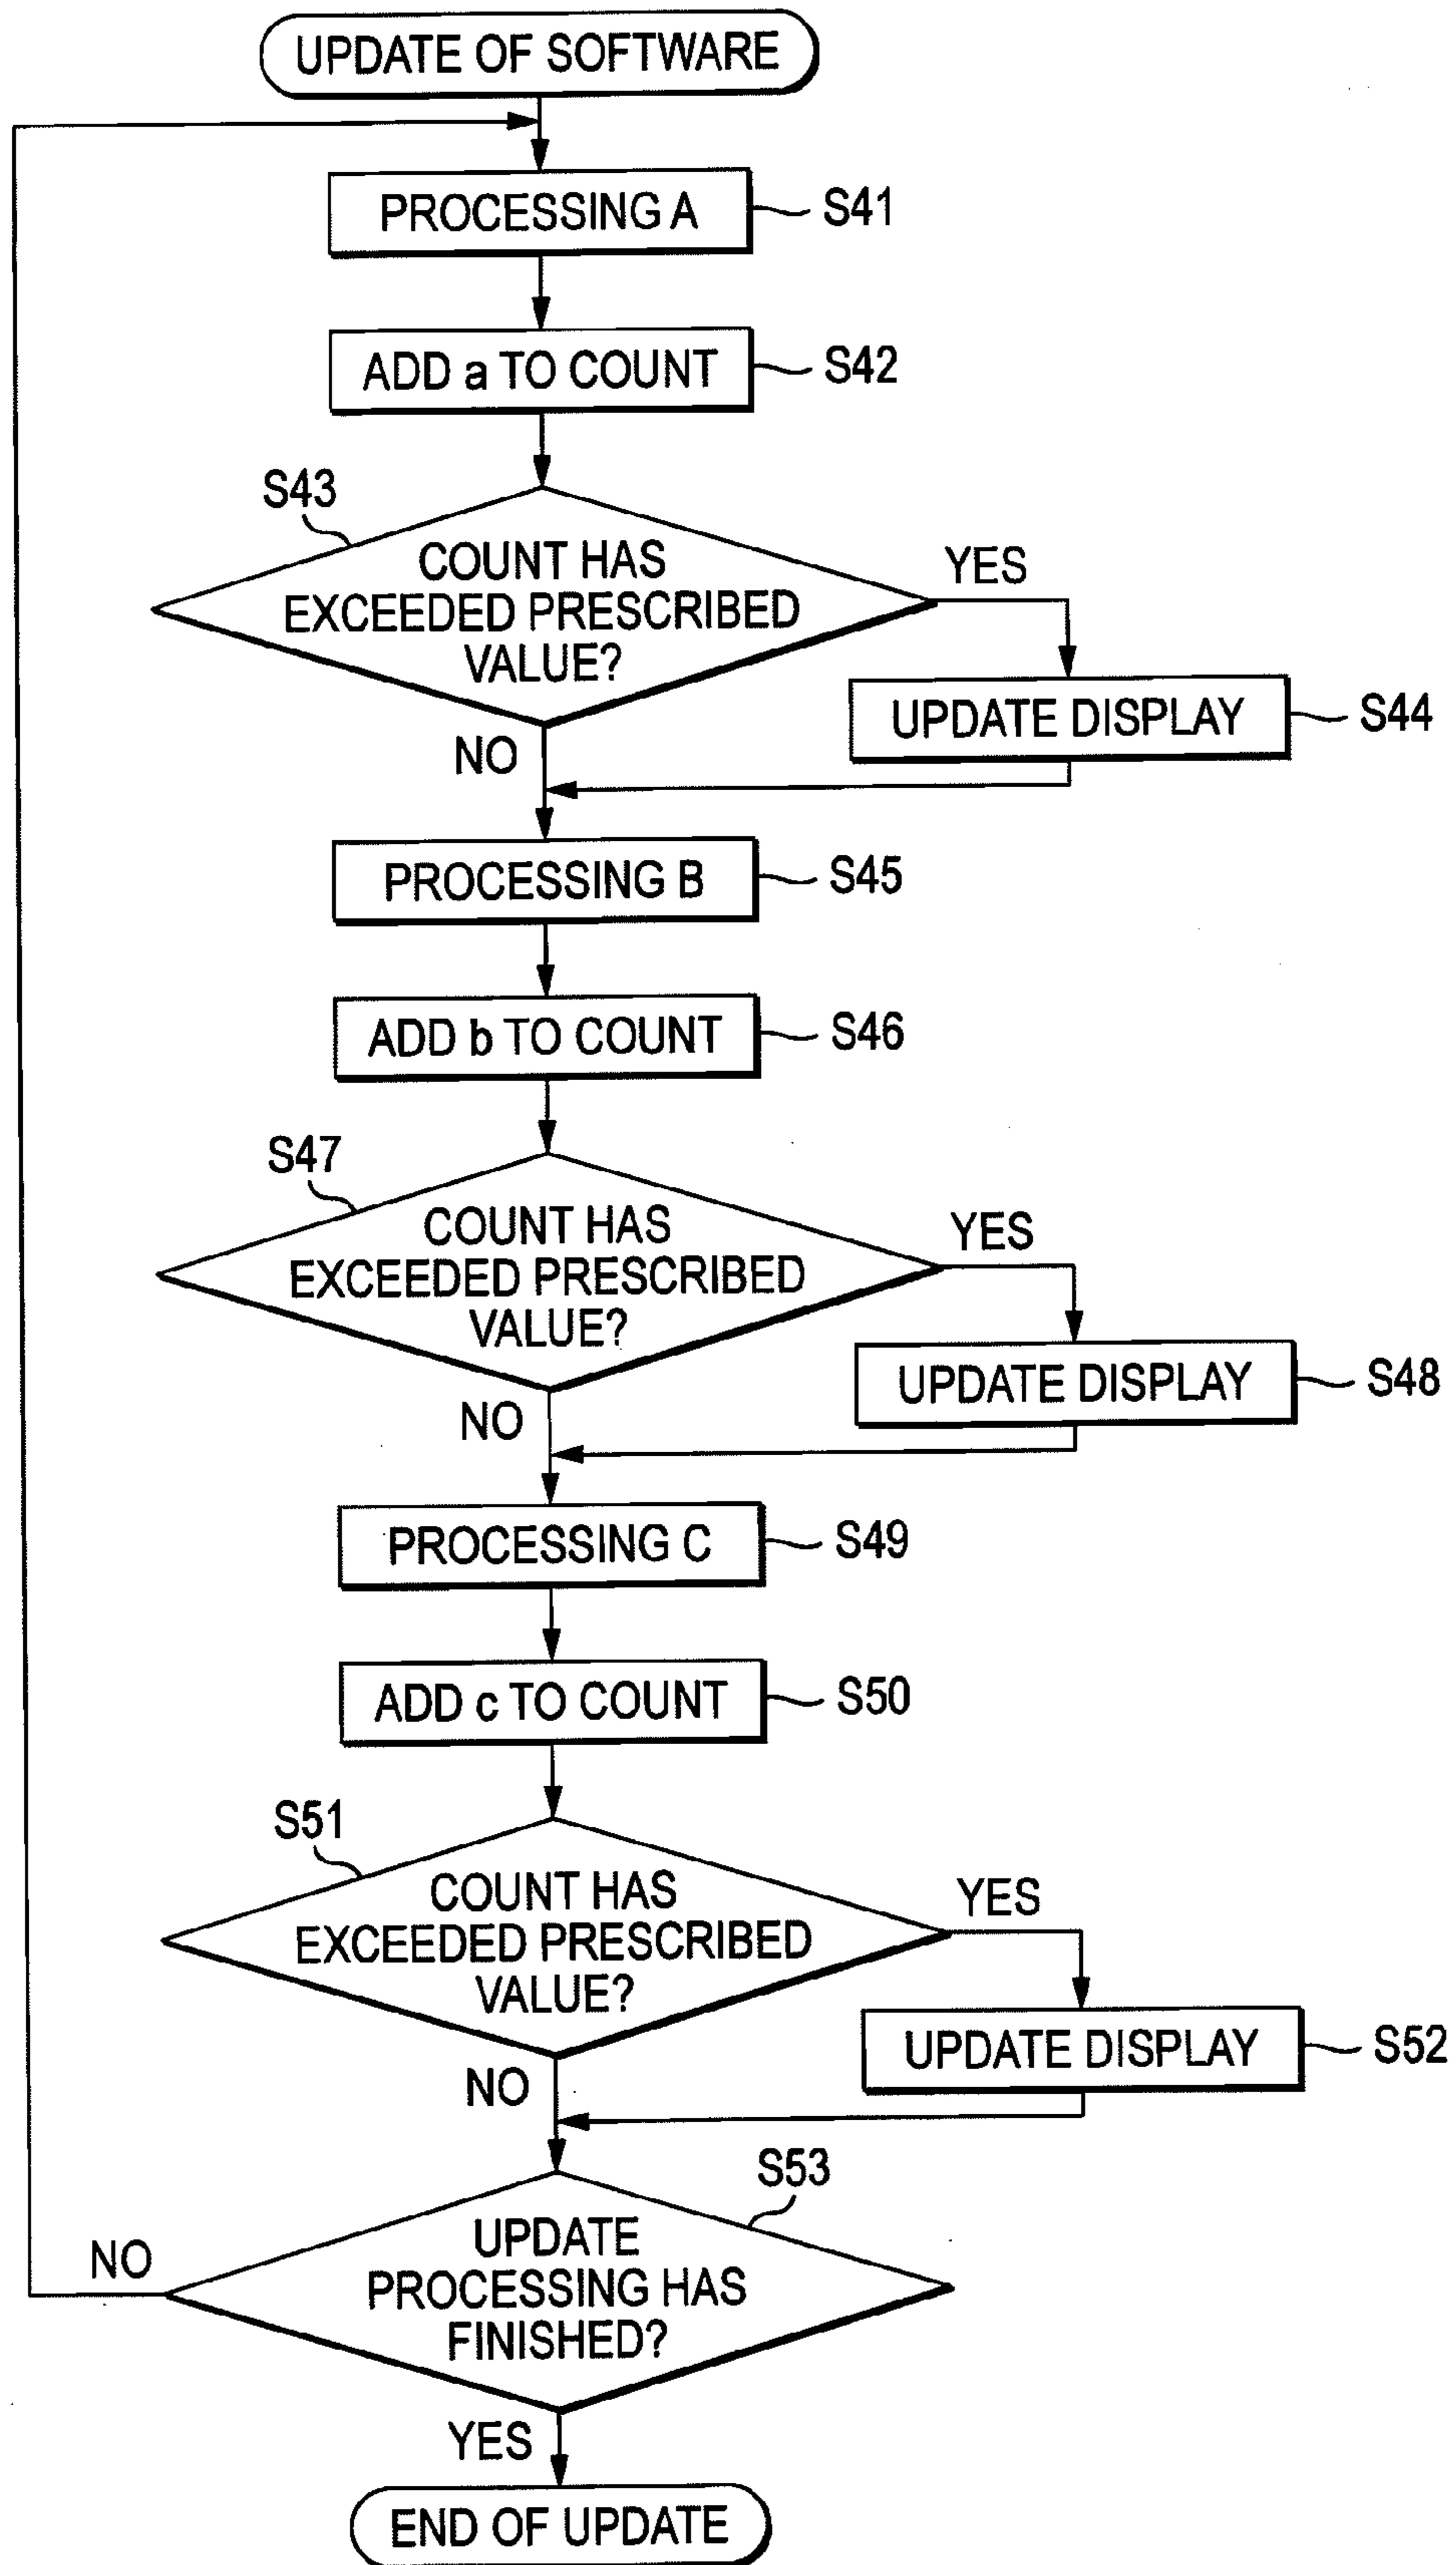 UPDATE OF SOFTWARE
PROCESSING A
S41
ADD a TO COUNT
S42
S43
COUNT HAS
EXCEEDED PRESCRIBED
VALUE?
YES
UPDATE DISPLAY
S44
NO
PROCESSING B
S45
ADD b TO COUNT
S46
S47
COUNT HAS
EXCEEDED PRESCRIBED
VALUE?
YES
UPDATE DISPLAY
S48
NO
PROCESSING C
S49
ADD c TO COUNT
S50
S51
COUNT HAS
EXCEEDED PRESCRIBED
VALUE?
YES
UPDATE DISPLAY
S52
NO
S53
UPDATE
PROCESSING HAS
FINISHED?
NO
YES
END OF UPDATE